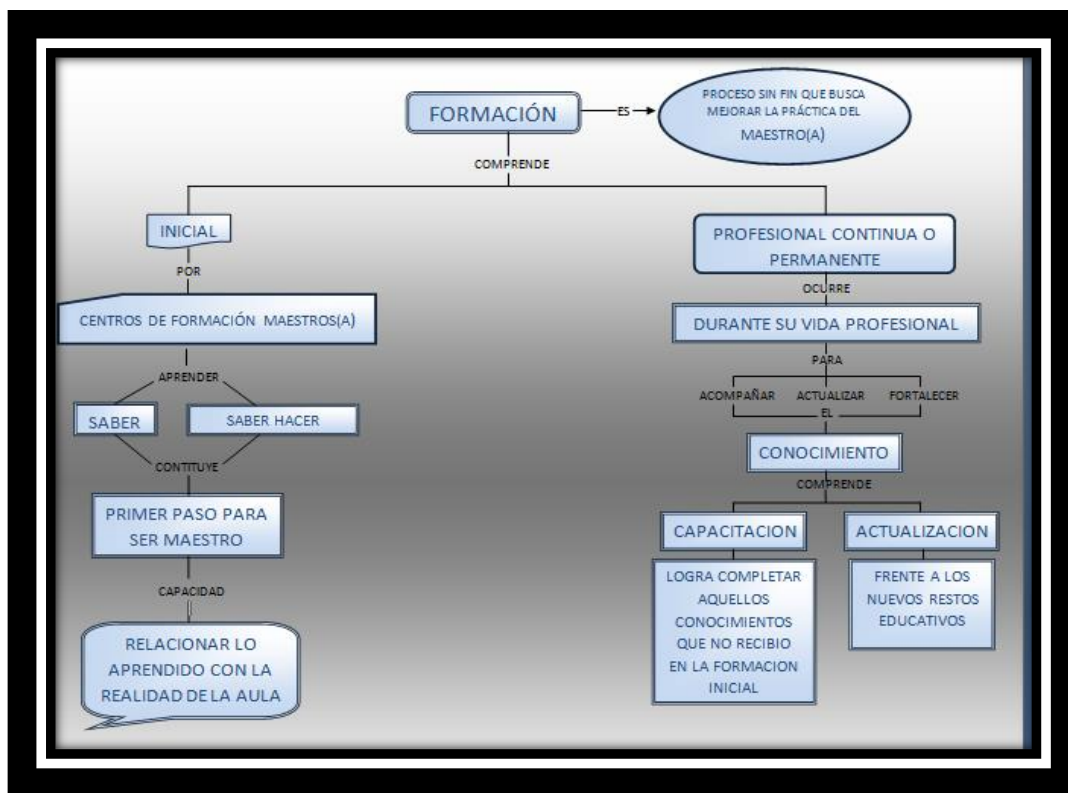 FORMACIÓN
ES
PROCESO SIN FIN QUE BUSCA
MEJORAR LA PRÁCTICA DEL
MAESTRO(A)
COMPRENDE
INICIAL
POR
CENTROS DE FORMACIÓN MAESTROS(A)
APRENDER
SABER
SABER HACER
CONTITUYE
PRIMER PASO PARA
SER MAESTRO
CAPACIDAD
RELACIONAR LO
APRENDIDO CON LA
REALIDAD DE LA AULA
PROFESIONAL CONTINUA O
PERMANENTE
OCURRE
DURANTE SU VIDA PROFESIONAL
PARA
ACOMPAÑAR ACTUALIZAR FORTALECER
EL
CONOCIMIENTO
COMPRENDE
CAPACITACION
LOGRA COMPLETAR
AQUELLOS
CONOCIMIENTOS
QUE NO RECIBIO
EN LA FORMACION
INICIAL
ACTUALIZACION
FRENTE A LOS
NUEVOS RESTOS
EDUCATIVOS